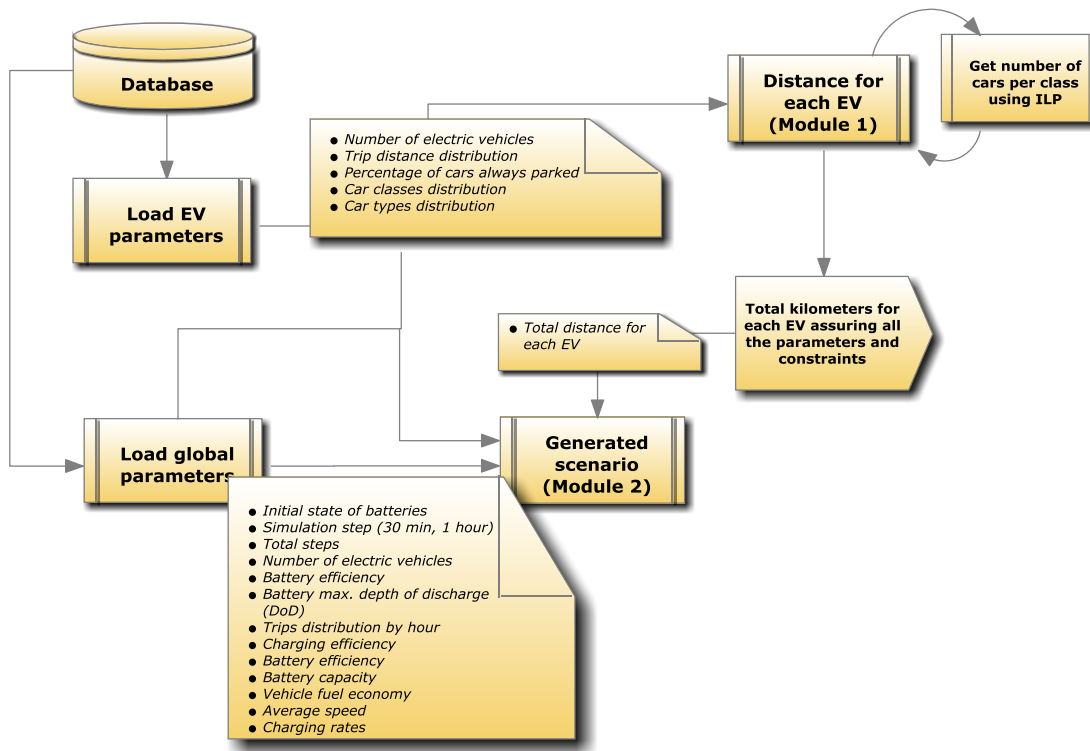 Database
Load EV
parameters
● Number of electric vehicles
● Trip distance distribution
● Percentage of cars always parked
● Car classes distribution
● Car types distribution
Distance for
each EV
(Module 1)
Get number of
cars per class
using ILP
Total kilometers for
each EV assuring all
the parameters and
constraints
● Total distance for
each EV
Load global
parameters
Generated
scenario
(Module 2)
● Initial state of batteries
● Simulation step (30 min, 1 hour)
● Total steps
● Number of electric vehicles
● Battery efficiency
● Battery max. depth of discharge
(DoD)
● Trips distribution by hour
● Charging efficiency
● Battery efficiency
● Battery capacity
● Vehicle fuel economy
● Average speed
● Charging rates